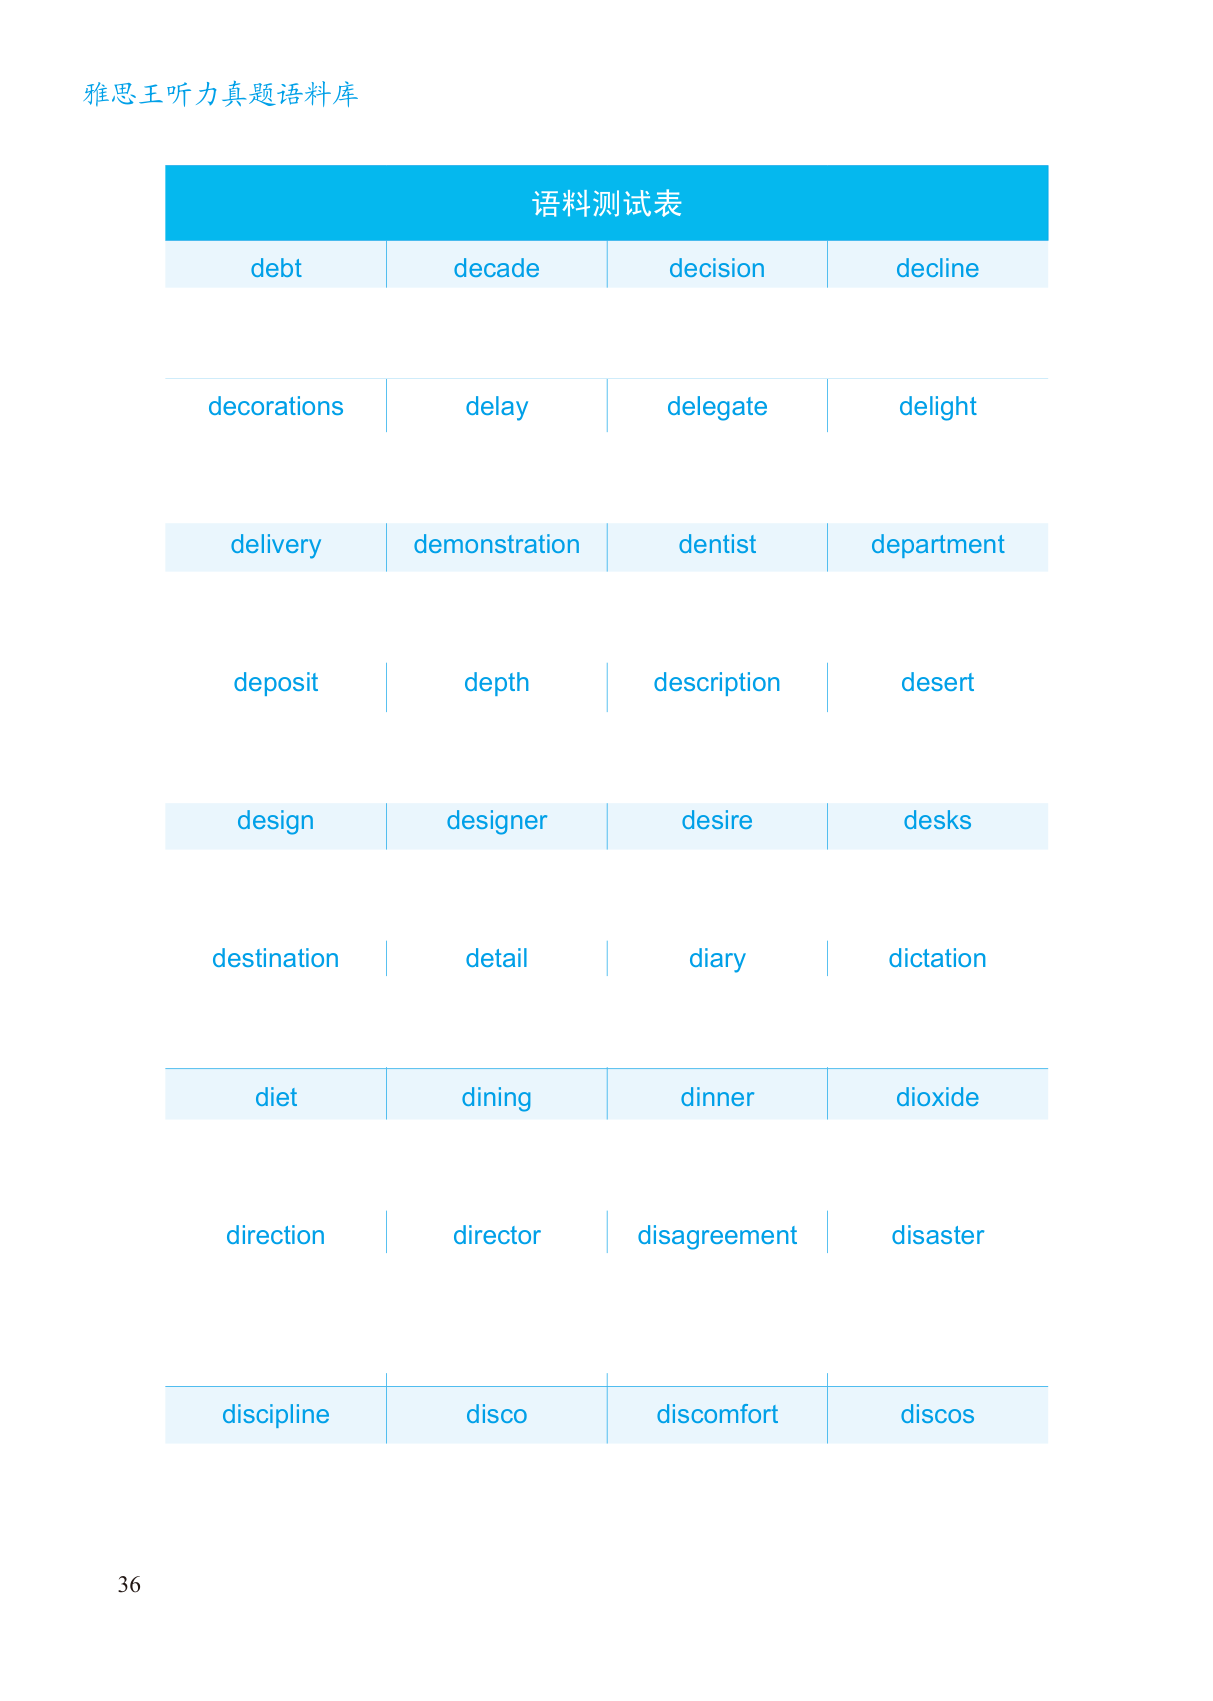 雅思王听力真题语料库
语料测试表
debt decade decision decline
decorations delay delegate delight
delivery demonstration dentist department
deposit depth description desert
design designer desire desks
destination detail diary dictation
diet dining dinner dioxide
direction director disagreement disaster
discipline disco discomfort discos
36